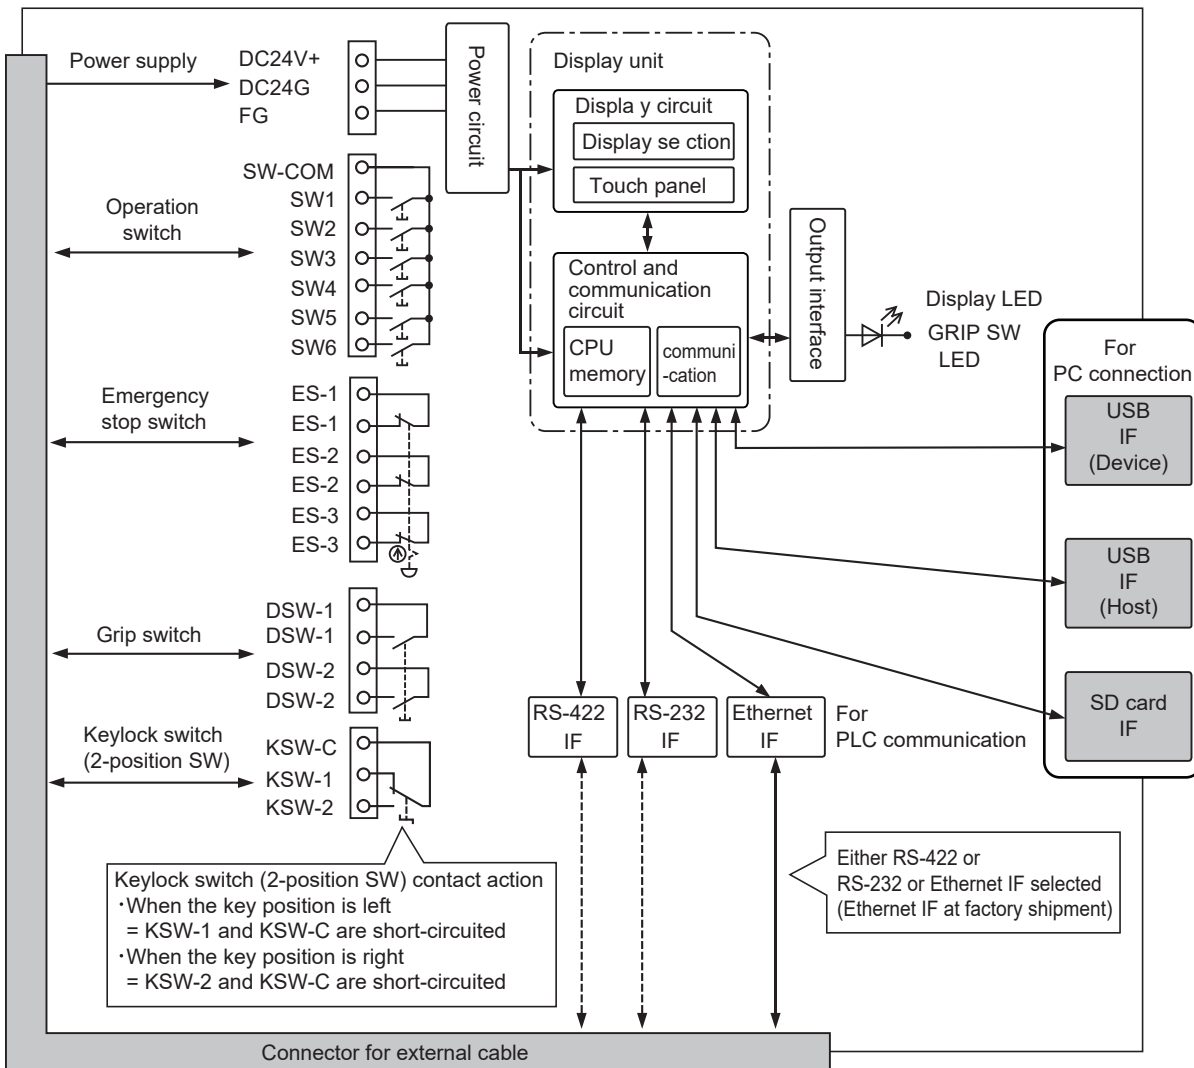 Power supply
DC24V+
DC24G
FG
Power circuit
Display unit
Displa y circuit
Display se ction
Touch panel
SW-COM
SW1
SW2
SW3
SW4
SW5
SW6
Operation
switch
Control and
communication
circuit
CPU
memory
communi
-cation
Output interface
Display LED
GRIP SW
LED
For
PC connection
USB
IF
(Device)
USB
IF
(Host)
SD card
IF
Emergency
stop switch
ES-1
ES-1
ES-2
ES-2
ES-3
ES-3
Grip switch
DSW-1
DSW-1
DSW-2
DSW-2
Keylock switch
(2-position SW)
KSW-C
KSW-1
KSW-2
RS-422
IF
RS-232
IF
Ethernet
IF
For
PLC communication
Keylock switch (2-position SW) contact action
·When the key position is left
= KSW-1 and KSW-C are short-circuited
·When the key position is right
= KSW-2 and KSW-C are short-circuited
Either RS-422 or
RS-232 or Ethernet IF selected
(Ethernet IF at factory shipment)
Connector for external cable